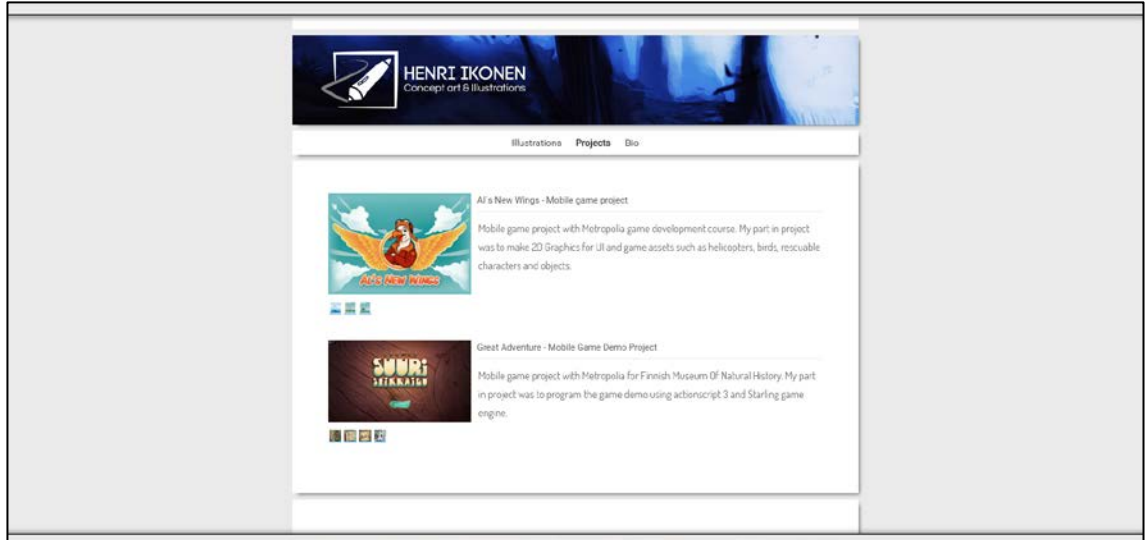 HENRI IKONEN
Concept art & Illustrations
Illustrations Projects Bio
Al's New Wings - Mobile game project
Mobile game project with Metropolia game development course. My part in project
was to make 2D Graphics for UI and game assets such as helicopters, birds, rescuable
characters and objects.
AL'S NEW WINGS
Great Adventure - Mobile Game Demo Project
SUURI
SEIKKAILU
Mobile game project with Metropolia for Finnish Museum Of Natural History. My part
in project was to program the game demo using actionscript 3 and Starling game
engine.